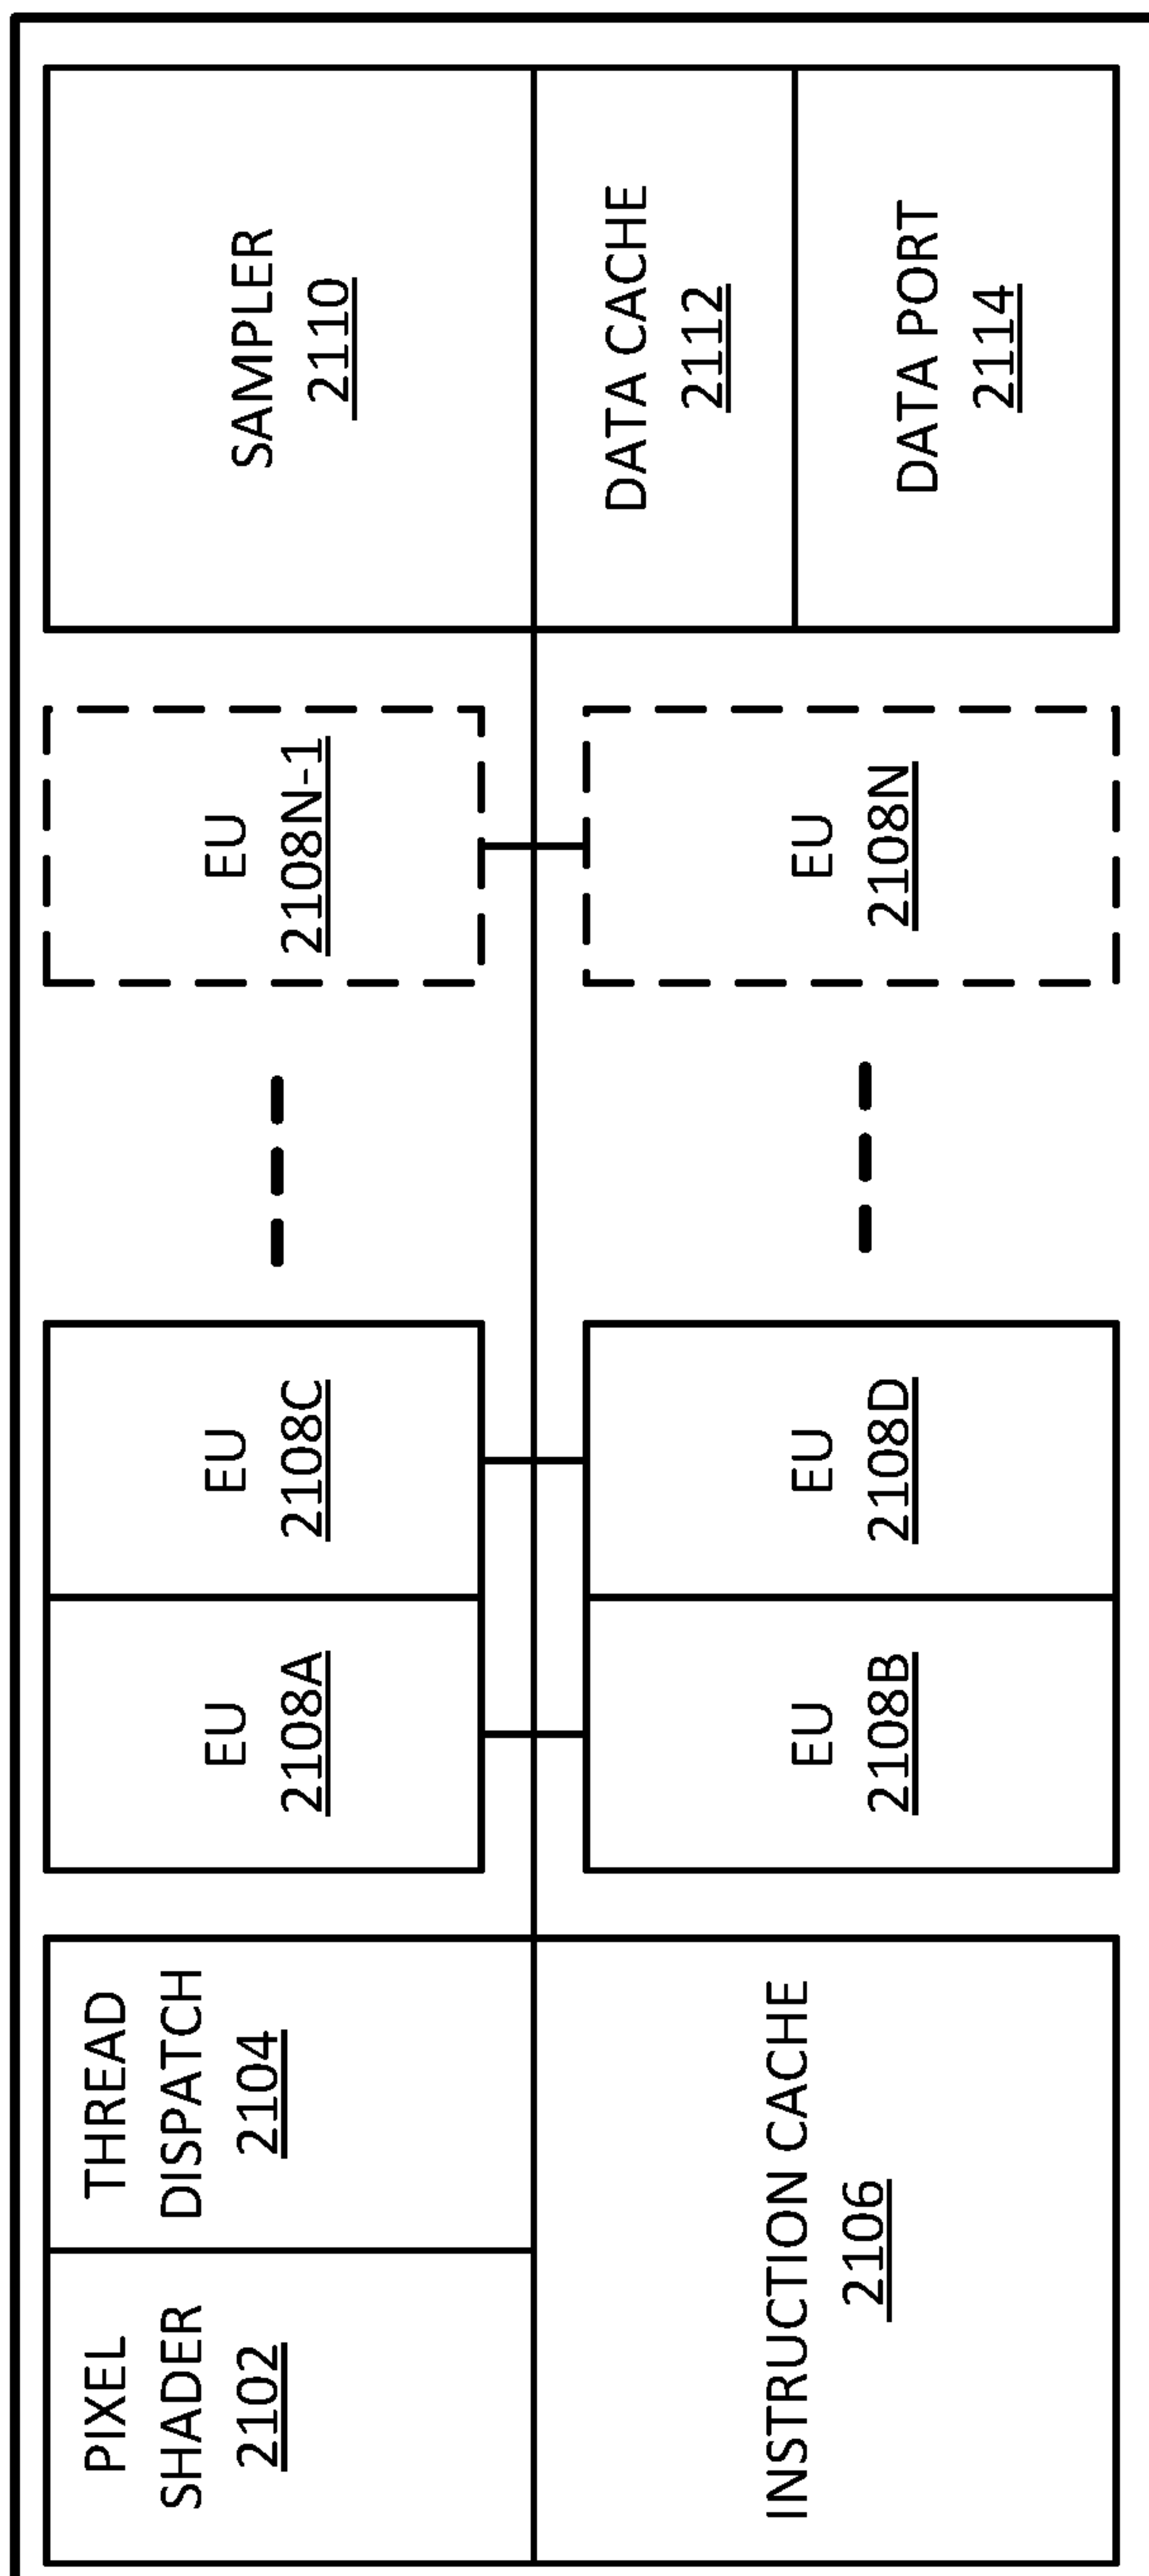 PIXEL
SHADER
2102
THREAD
DISPATCH
2104
INSTRUCTION CACHE
2106
EU
2108A
EU
2108C
EU
2108B
EU
2108D
EU
2108N-1
EU
2108N
SAMPLER
2110
DATA CACHE
2112
DATA PORT
2114